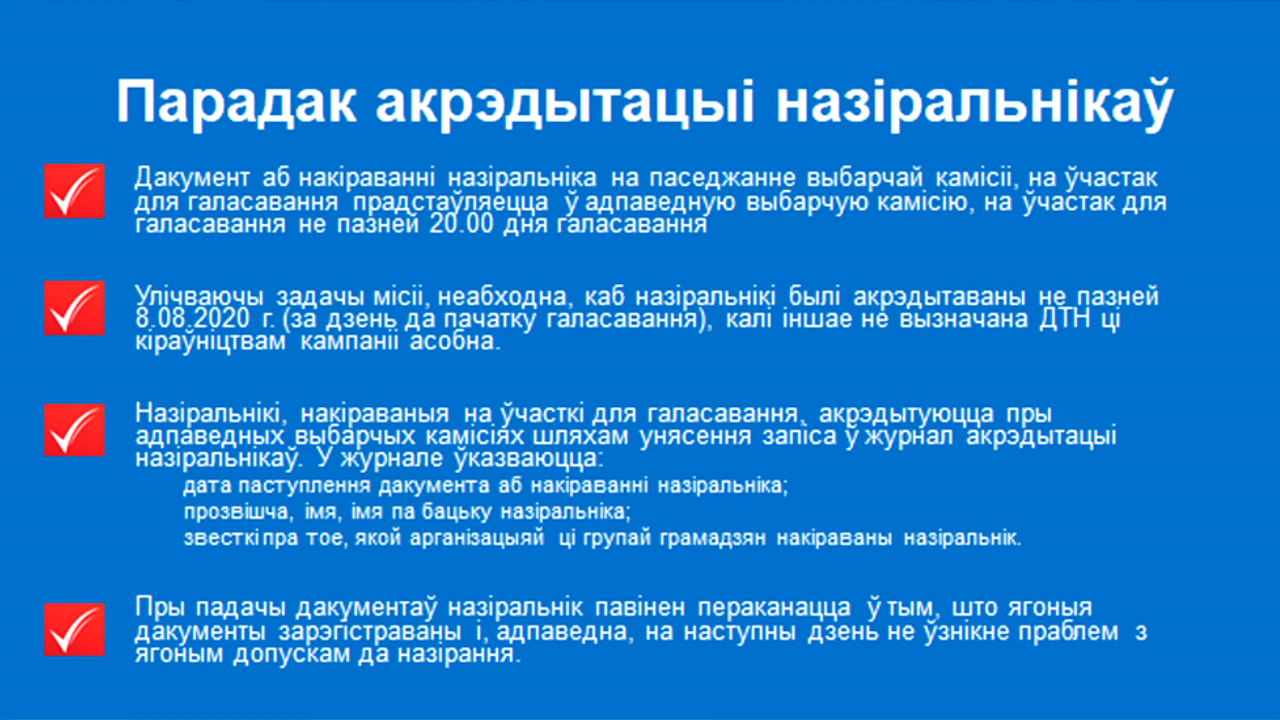 Парадак акрэдытацыі назіральнікаў
Дакумент аб накіраванні назіральніка на паседжанне выбарчай камісіі, на ўчастак
для галасавання прадстаўляецца ў адпаведную выбарчую камісію, на ўчастак для
галасавання не пазней 20.00 дня галасавання
Улічваючы задачы місіі, неабходна, каб назіральнікі былі акрэдытаваны не пазней
8.08.2020 г. (за дзень да пачатку галасавання), калі іншае не вызначана ДТН ці
кіраўніцтвам кампаніі асобна.
Назіральнікі, накіраваныя на ўчасткі для галасавання, акрэдытуюцца пры
адпаведных выбарчых камісіях шляхам унясення запіса ў журнал акрэдытацыі
назіральнікаў. У журнале ўказваюцца:
дата паступлення дакумента аб накіраванні назіральніка;
прозвішча, імя, імя па бацьку назіральніка;
звесткі пра тое, якой арганізацыяй ці групай грамадзян накіраваны назіральнік.
Пры падачы дакументаў назіральнік павінен пераканацца ў тым, што ягоныя
дакументы зарэгістраваны і, адпаведна, на наступны дзень не ўзнікне праблем з
ягоным допускам да назірання.